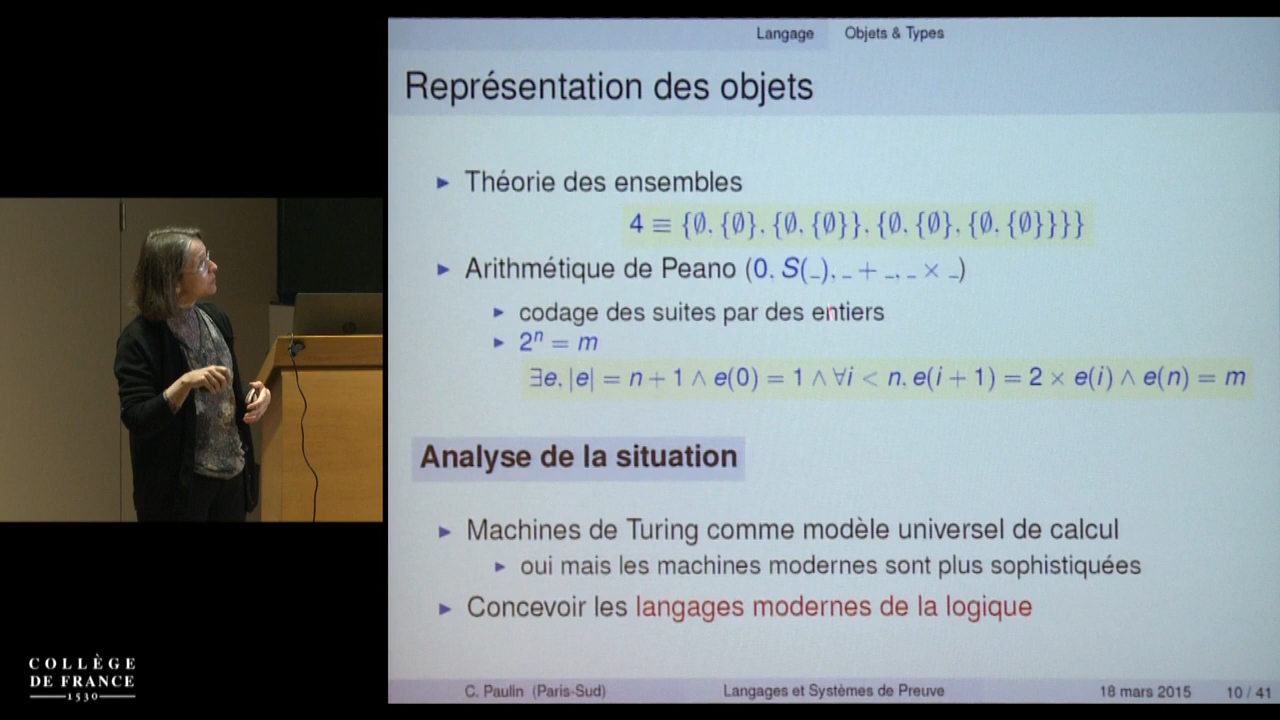 Langage Objets & Types
Représentation des objets
▶ Théorie des ensembles
4 ≡ {∅, {∅}, {∅, {∅}}, {∅, {∅}, {∅, {∅}}}}
▶ Arithmétique de Peano (0, S(_), _ + _, _ × _)
▶ codage des suites par des entiers
▶ 2ⁿ = m
∃e, |e| = n + 1 ∧ e(0) = 1 ∧ ∀i < n, e(i + 1) = 2 × e(i) ∧ e(n) = m
Analyse de la situation
▶ Machines de Turing comme modèle universel de calcul
▶ oui mais les machines modernes sont plus sophistiquées
▶ Concevoir les langages modernes de la logique
C. Paulin (Paris-Sud) Langages et Systèmes de Preuve 18 mars 2015 10 / 41
COLLÈGE
DE FRANCE
1530